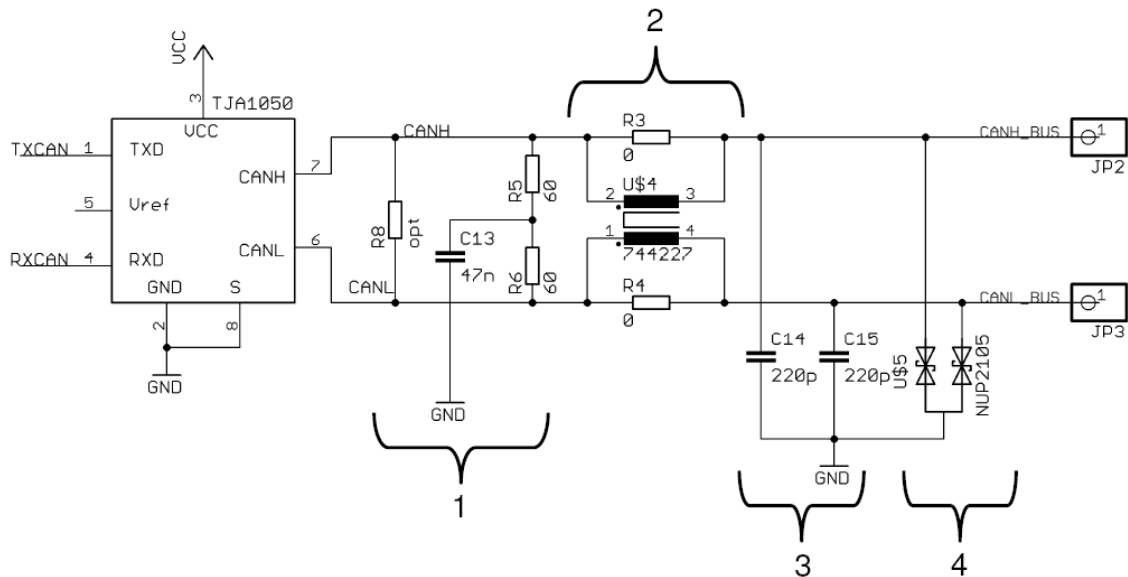 2
VCC
3
TJA1050
VCC
TXCAN 1 TXD
CANH 7
5 Vref
CANL 6
RXCAN 4 RXD
GND S
2 8
GND
CANH
R8
opt
CANL
R5
60
C13
47n
R6
60
GND
1
R3
0
U$4
2 3
1 4
744227
R4
0
CANH_BUS
1
JP2
CANL_BUS
1
JP3
C14
220p
C15
220p
U$5
NUP2105
GND
3
4